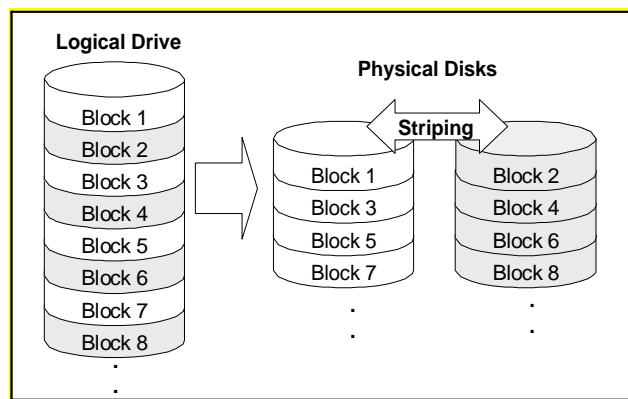 Logical Drive
Block 1
Block 2
Block 3
Block 4
Block 5
Block 6
Block 7
Block 8
Physical Disks
Striping
Block 1
Block 3
Block 5
Block 7
Block 2
Block 4
Block 6
Block 8